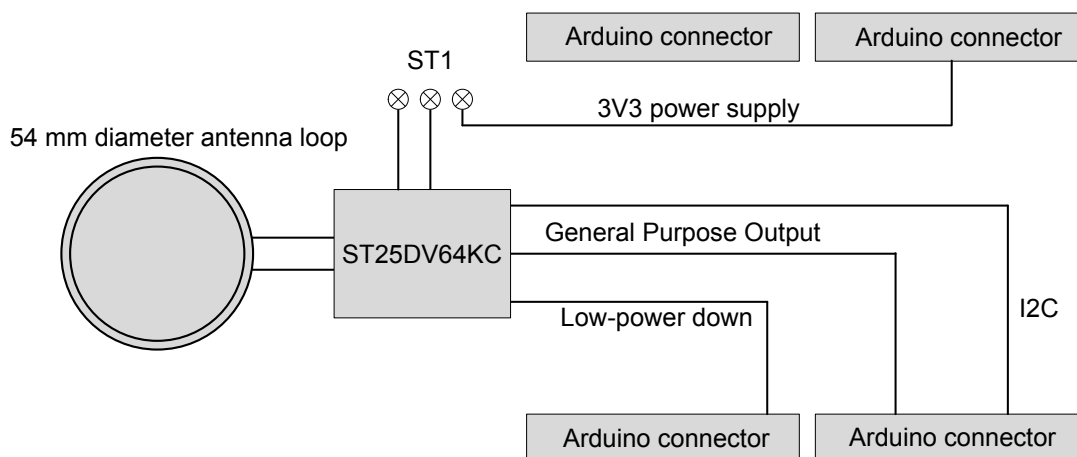 Arduino connector
Arduino connector
ST1
3V3 power supply
54 mm diameter antenna loop
ST25DV64KC
General Purpose Output
I2C
Low-power down
Arduino connector
Arduino connector